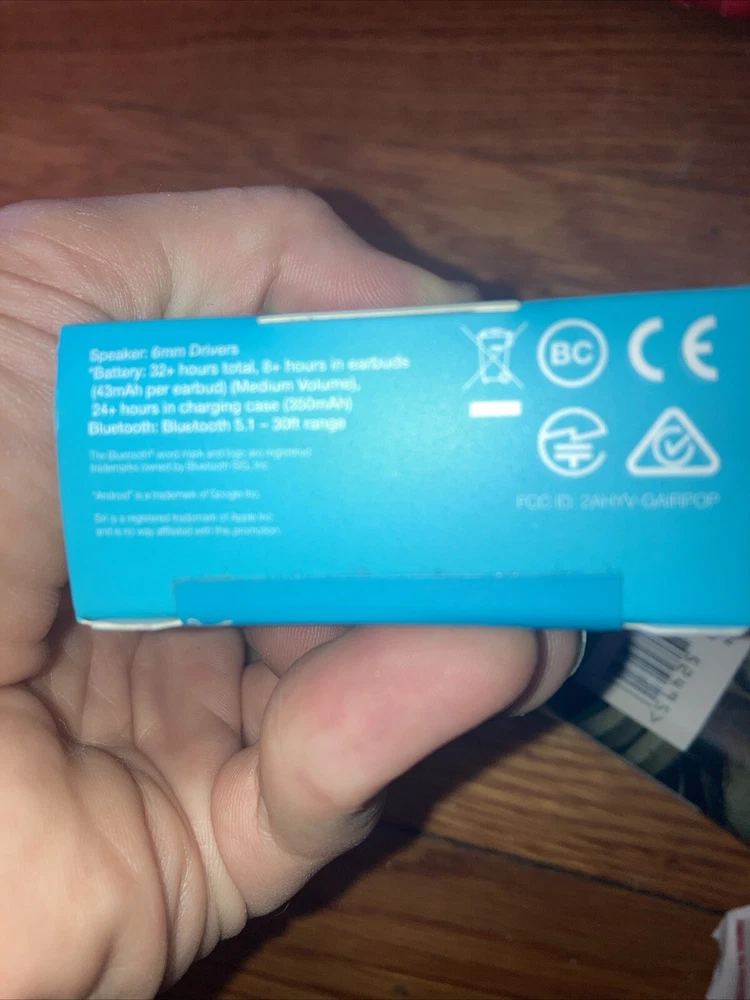 Speaker: 6mm Drivers
*Battery: 32+ hours total, 8+ hours in earbuds
(43mAh per earbud) (Medium Volume),
24+ hours in charging case (350mAh)
Bluetooth: Bluetooth 5.1 – 30ft range
The Bluetooth® word mark and logo are registered
trademarks owned by Bluetooth SIG, Inc.
"Android" is a trademark of Google Inc.
Siri is a registered trademark of Apple Inc.
and is no way affiliated with this promotion.
BC
CE
FCC ID: 2AHYV-GAIRPOP